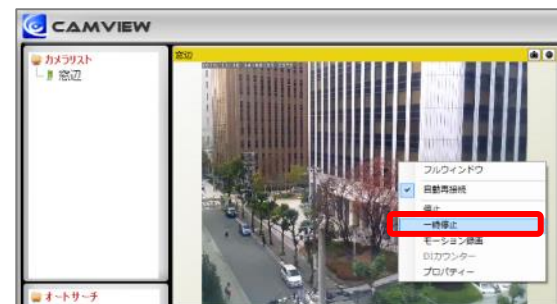 CAMVIEW
カメラリスト
窓辺
窓辺
フルウィンドウ
自動再接続
停止
一時停止
モーション録画
DIカウンター
プロパティー
オートサーチ